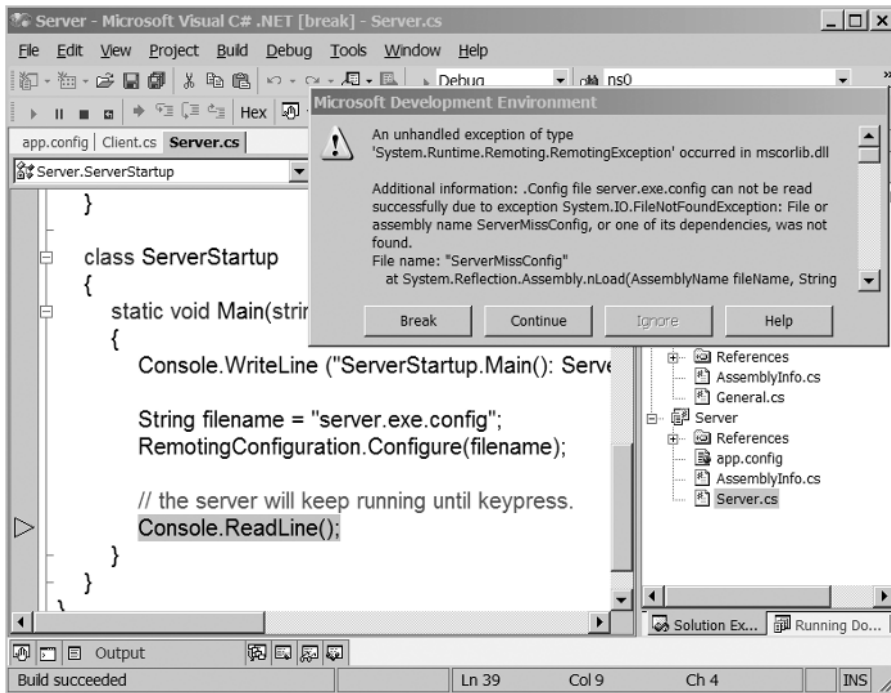 Server - Microsoft Visual C# .NET [break] - Server.cs
File Edit View Project Build Debug Tools Window Help
Debug ns0
Hex
Microsoft Development Environment
An unhandled exception of type
'System.Runtime.Remoting.RemotingException' occurred in mscorlib.dll
Additional information: .Config file server.exe.config can not be read
successfully due to exception System.IO.FileNotFoundException: File or
assembly name ServerMissConfig, or one of its dependencies, was not
found.
File name: "ServerMissConfig"
at System.Reflection.Assembly.nLoad(AssemblyName fileName, String
Break Continue Ignore Help
app.config Client.cs Server.cs
Server.ServerStartup
}
class ServerStartup
{
static void Main(strin
{
Console.WriteLine ("ServerStartup.Main(): Serve
String filename = "server.exe.config";
RemotingConfiguration.Configure(filename);
// the server will keep running until keypress.
Console.ReadLine();
}
}
}
References
AssemblyInfo.cs
General.cs
Server
References
app.config
AssemblyInfo.cs
Server.cs
Solution Ex... Running Do...
Output
Build succeeded Ln 39 Col 9 Ch 4 INS